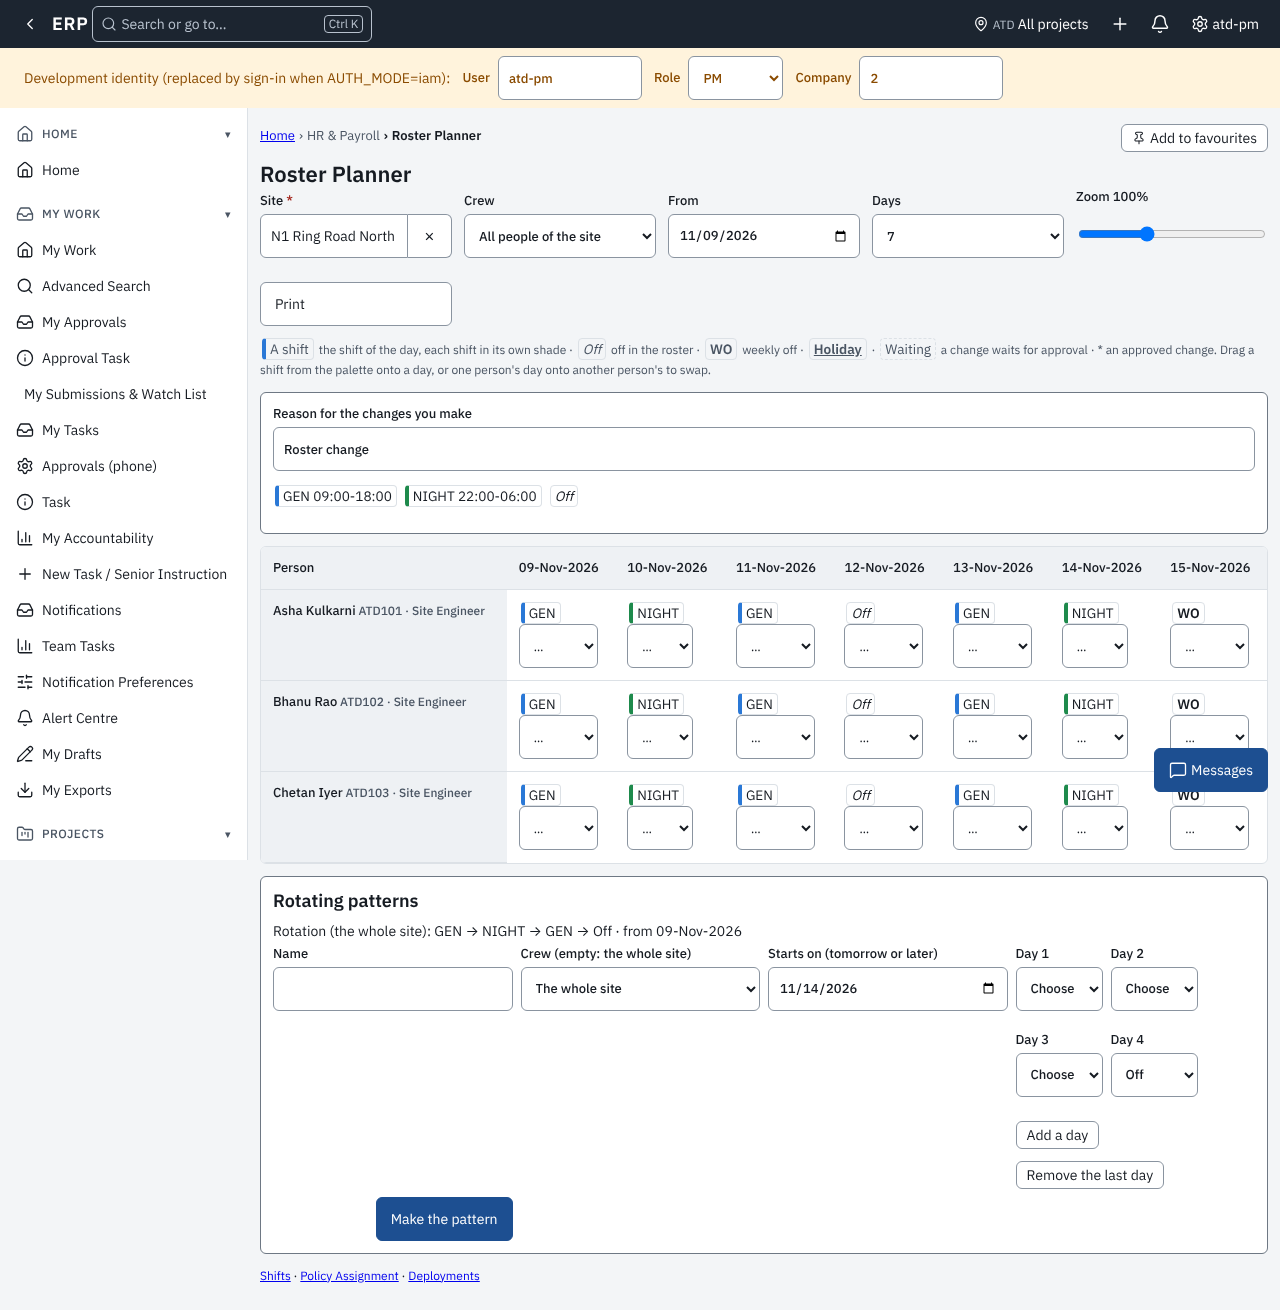 ERP
Search or go to...
Ctrl K
ATD All projects
atd-pm
Development identity (replaced by sign-in when AUTH_MODE=iam):
User
atd-pm
Role
PM
Company
2
HOME
Home
MY WORK
My Work
Advanced Search
My Approvals
Approval Task
My Submissions & Watch List
My Tasks
Approvals (phone)
Task
My Accountability
New Task / Senior Instruction
Notifications
Team Tasks
Notification Preferences
Alert Centre
My Drafts
My Exports
PROJECTS
Home › HR & Payroll › Roster Planner
Add to favourites
Roster Planner
Site *
N1 Ring Road North
×
Crew
All people of the site
From
11/09/2026
Days
7
Zoom 100%
Print
A shift the shift of the day, each shift in its own shade · Off off in the roster · WO weekly off · Holiday · Waiting a change waits for approval · * an approved change. Drag a
shift from the palette onto a day, or one person's day onto another person's to swap.
Reason for the changes you make
Roster change
GEN 09:00-18:00 NIGHT 22:00-06:00 Off
Person 09-Nov-2026 10-Nov-2026 11-Nov-2026 12-Nov-2026 13-Nov-2026 14-Nov-2026 15-Nov-2026
Asha Kulkarni ATD101 · Site Engineer GEN NIGHT GEN Off GEN NIGHT WO
... ... ... ... ... ... ...
Bhanu Rao ATD102 · Site Engineer GEN NIGHT GEN Off GEN NIGHT WO
... ... ... ... ... ... ...
Messages
Chetan Iyer ATD103 · Site Engineer GEN NIGHT GEN Off GEN NIGHT WO
... ... ... ... ... ... ...
Rotating patterns
Rotation (the whole site): GEN → NIGHT → GEN → Off · from 09-Nov-2026
Name
Crew (empty: the whole site)
The whole site
Starts on (tomorrow or later)
11/14/2026
Day 1
Choose
Day 2
Choose
Day 3
Choose
Day 4
Off
Add a day
Remove the last day
Make the pattern
Shifts · Policy Assignment · Deployments